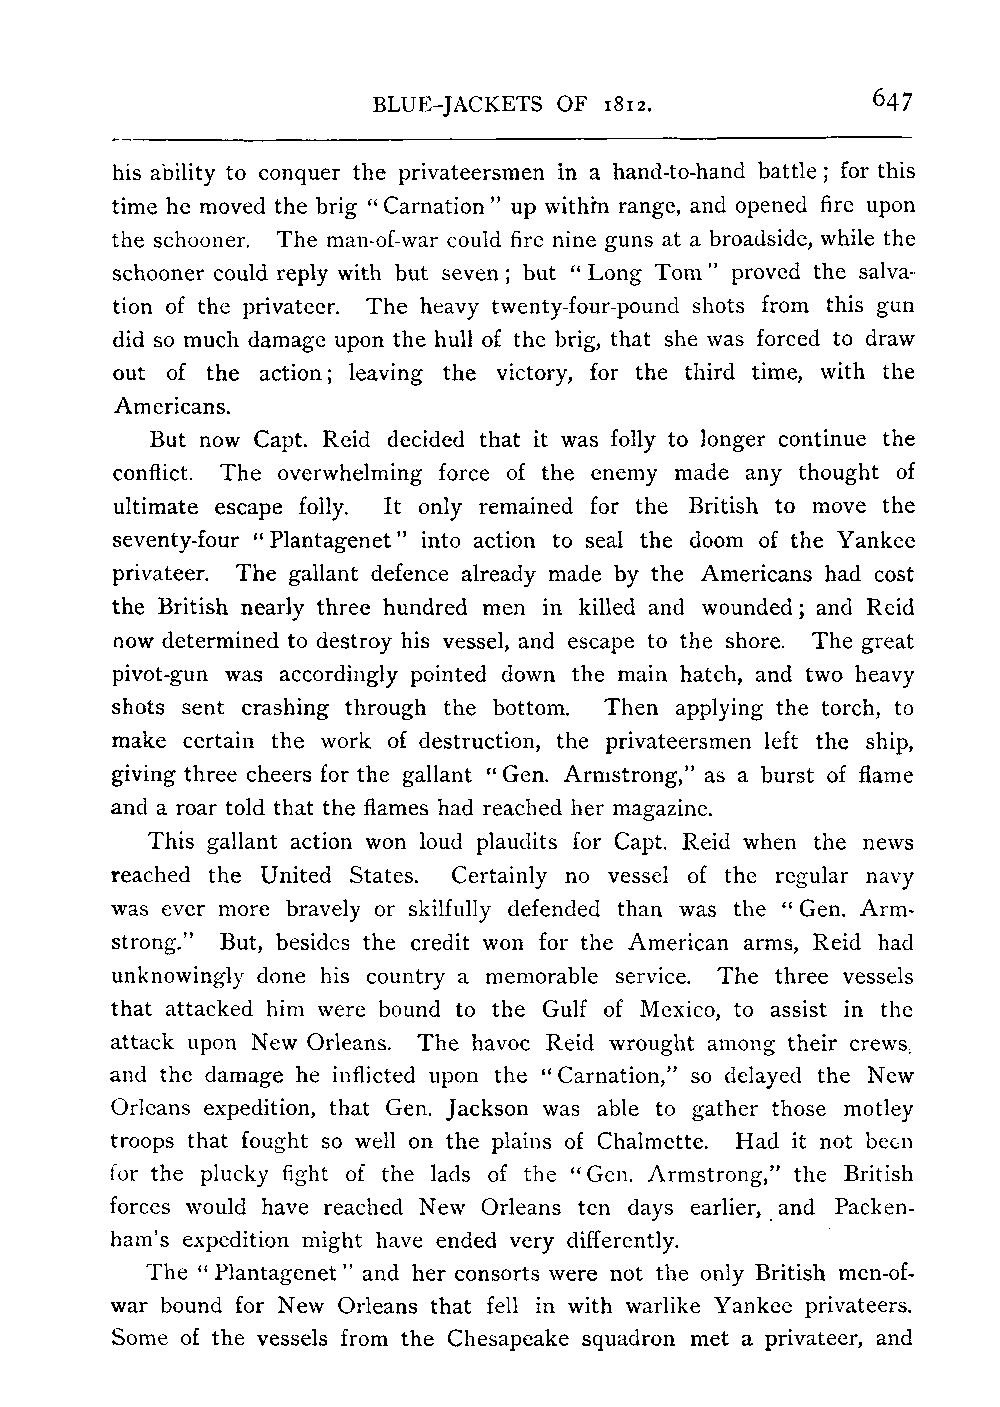 BLUE-JACKETS OF 1812. 647
his ability to conquer the privateersmen in a hand-to-hand battle; for this
time he moved the brig "Carnation" up within range, and opened fire upon
the schooner. The man-of-war could fire nine guns at a broadside, while the
schooner could reply with but seven; but "Long Tom" proved the salva-
tion of the privateer. The heavy twenty-four-pound shots from this gun
did so much damage upon the hull of the brig, that she was forced to draw
out of the action; leaving the victory, for the third time, with the
Americans.
But now Capt. Reid decided that it was folly to longer continue the
conflict. The overwhelming force of the enemy made any thought of
ultimate escape folly. It only remained for the British to move the
seventy-four "Plantagenet" into action to seal the doom of the Yankee
privateer. The gallant defence already made by the Americans had cost
the British nearly three hundred men in killed and wounded; and Reid
now determined to destroy his vessel, and escape to the shore. The great
pivot-gun was accordingly pointed down the main hatch, and two heavy
shots sent crashing through the bottom. Then applying the torch, to
make certain the work of destruction, the privateersmen left the ship,
giving three cheers for the gallant "Gen. Armstrong," as a burst of flame
and a roar told that the flames had reached her magazine.
This gallant action won loud plaudits for Capt. Reid when the news
reached the United States. Certainly no vessel of the regular navy
was ever more bravely or skilfully defended than was the "Gen. Arm-
strong." But, besides the credit won for the American arms, Reid had
unknowingly done his country a memorable service. The three vessels
that attacked him were bound to the Gulf of Mexico, to assist in the
attack upon New Orleans. The havoc Reid wrought among their crews,
and the damage he inflicted upon the "Carnation," so delayed the New
Orleans expedition, that Gen. Jackson was able to gather those motley
troops that fought so well on the plains of Chalmette. Had it not been
for the plucky fight of the lads of the "Gen. Armstrong," the British
forces would have reached New Orleans ten days earlier, and Packen-
ham's expedition might have ended very differently.
The "Plantagenet" and her consorts were not the only British men-of-
war bound for New Orleans that fell in with warlike Yankee privateers.
Some of the vessels from the Chesapeake squadron met a privateer, and